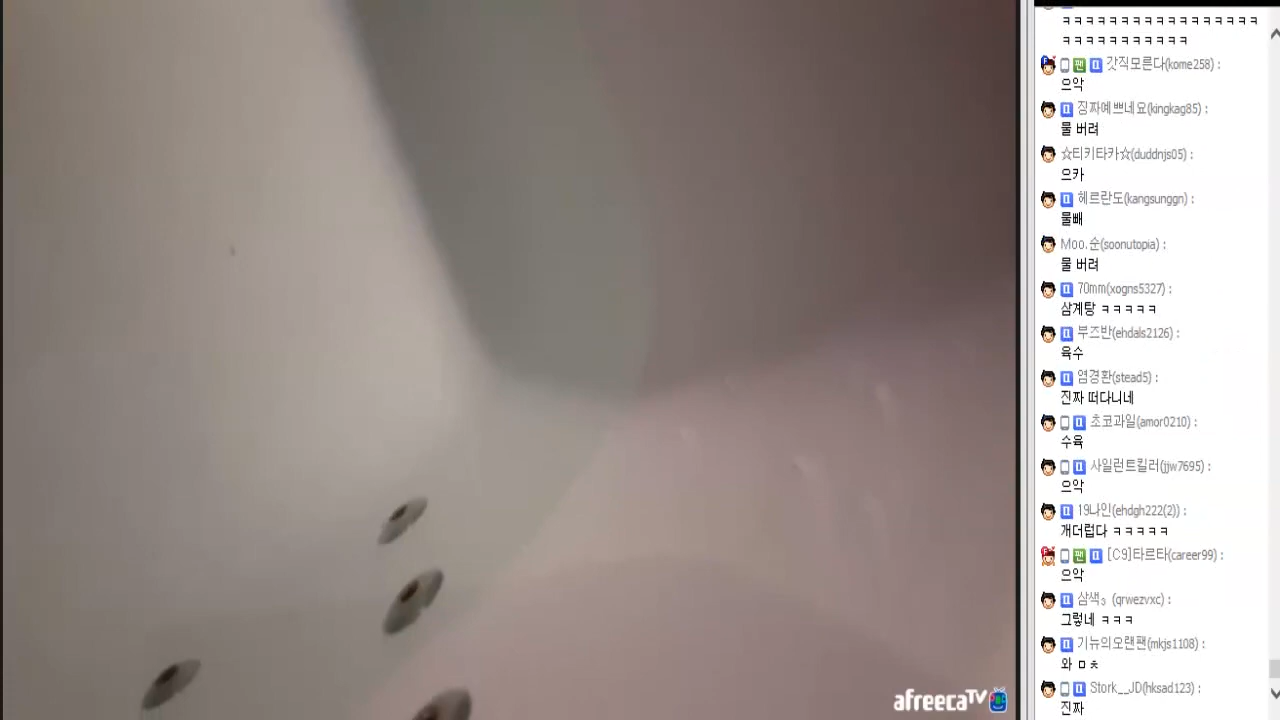 ㅋㅋㅋㅋㅋㅋㅋㅋㅋㅋㅋㅋㅋㅋㅋㅋㅋ
ㅋㅋㅋㅋㅋㅋㅋㅋㅋㅋㅋ
팬 갓직모른다(kome258) :
으악
징짜예쁘네요(kingkag85) :
물 버려
☆티키타카☆(duddnjs05) :
으카
헤르란도(kangsunggn) :
물빼
Moo.순(soonutopia) :
물 버려
70mm(xogns5327) :
삼계탕 ㅋㅋㅋㅋㅋ
부즈반(ehdals2126) :
육수
염경환(stead5) :
진짜 떠다니네
초코과일(amor0210) :
수육
사일런트킬러(jjw7695) :
으악
19나인(ehdgh222(2)) :
개더럽다 ㅋㅋㅋㅋㅋ
팬 [C9]타르타(career99) :
으악
삼색₃ (qrwezvxc) :
그렇네 ㅋㅋㅋ
기뉴의오랜팬(mkjs1108) :
와 ㅁㅊ
Stork__JD(hksad123) :
진짜
afreecaTV